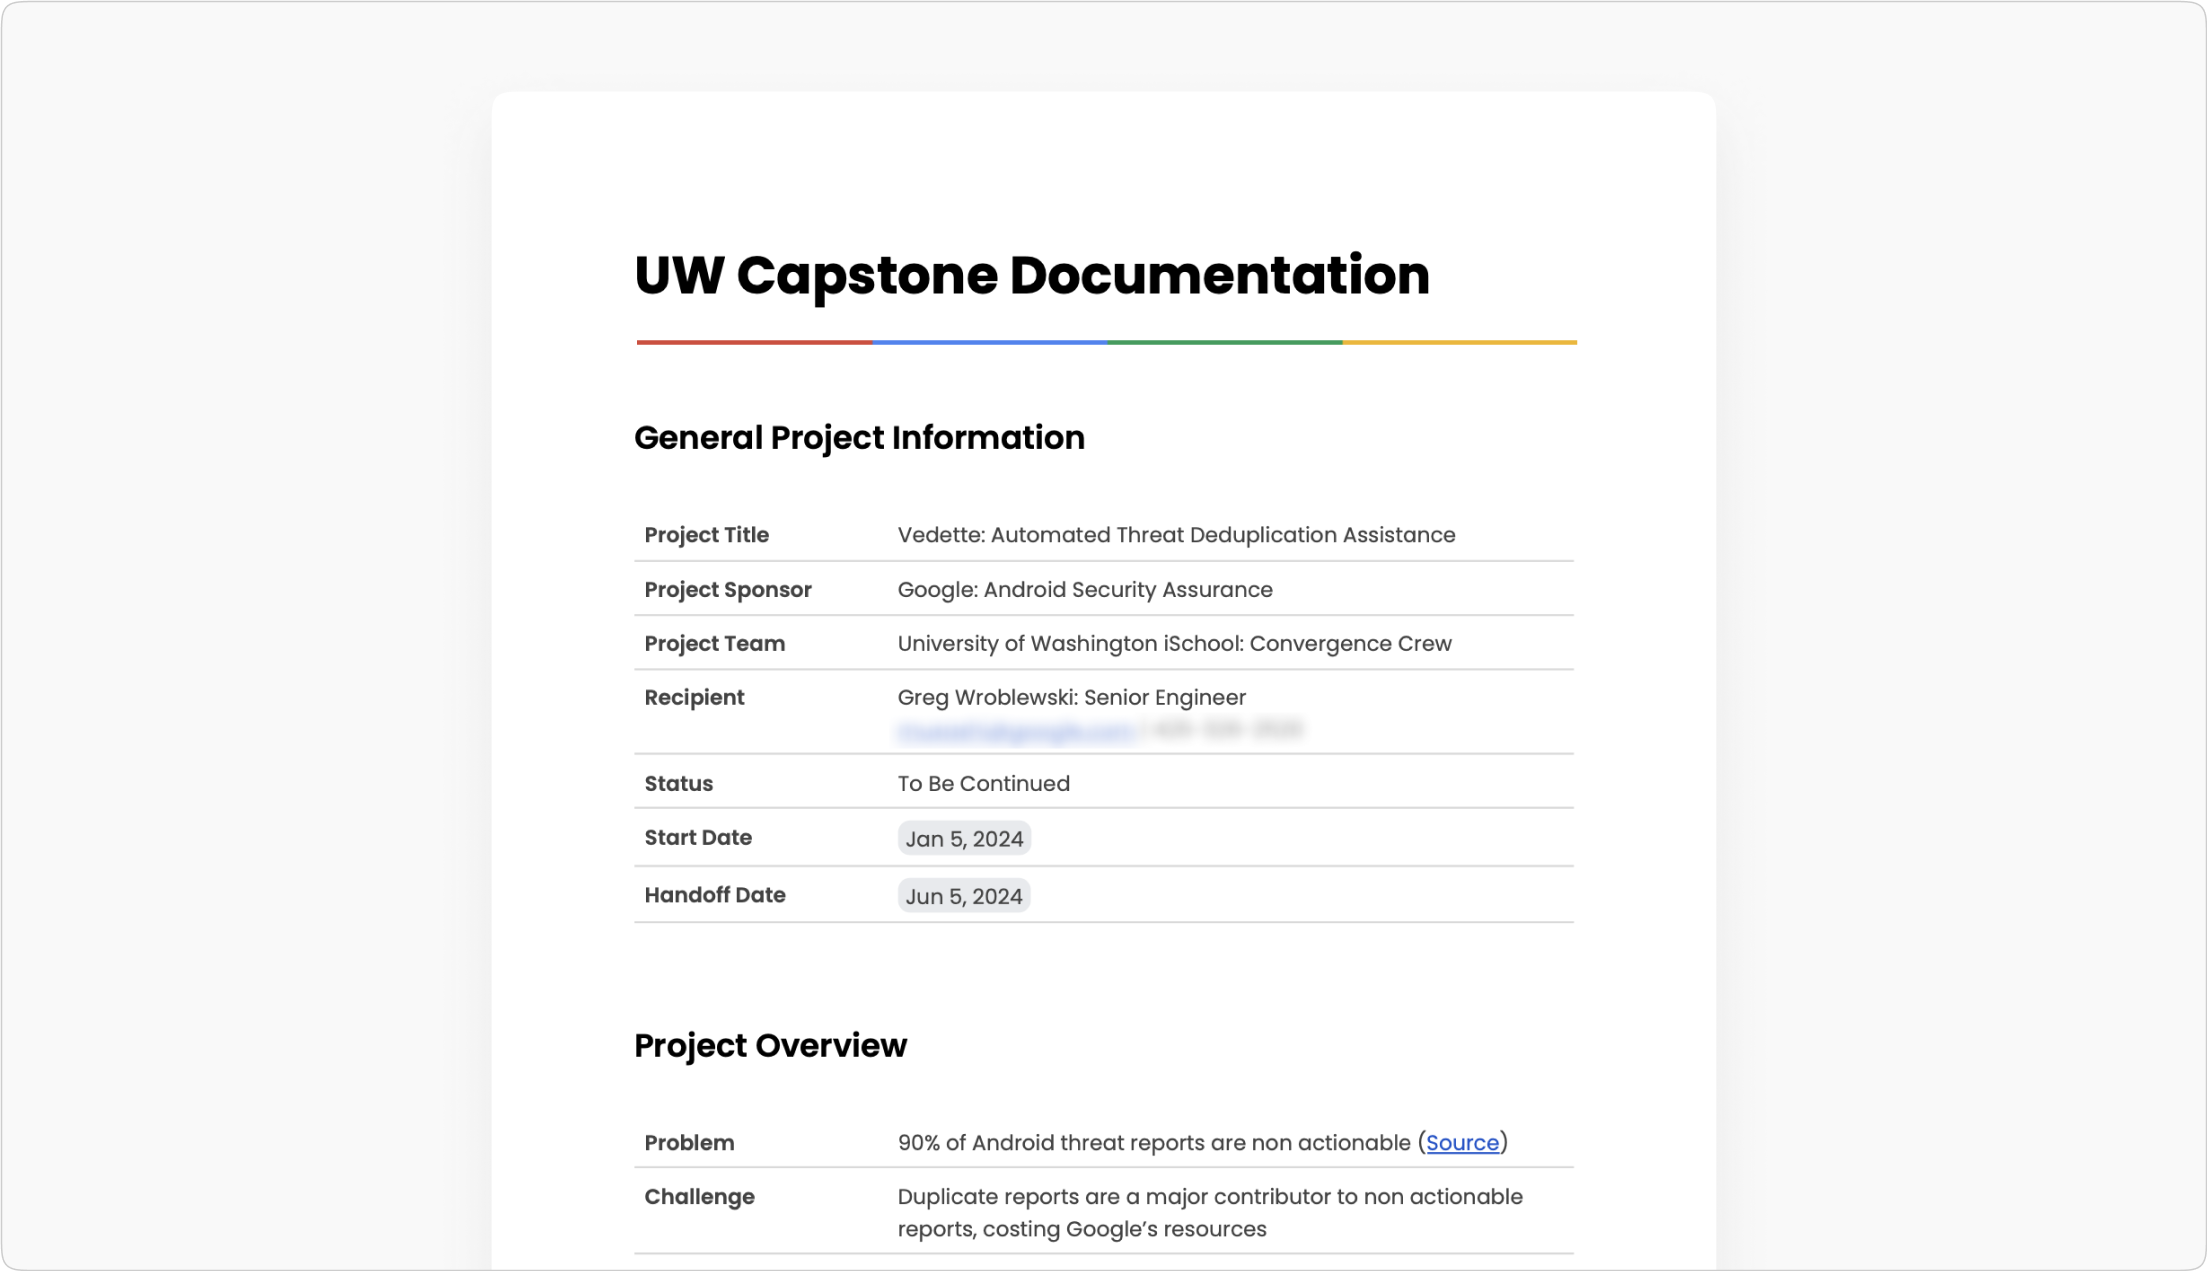 UW Capstone Documentation
General Project Information
Project Title Vedette: Automated Threat Deduplication Assistance
Project Sponsor Google: Android Security Assurance
Project Team University of Washington iSchool: Convergence Crew
Recipient Greg Wroblewski: Senior Engineer
Status To Be Continued
Start Date Jan 5, 2024
Handoff Date Jun 5, 2024
Project Overview
Problem 90% of Android threat reports are non actionable (Source)
Challenge Duplicate reports are a major contributor to non actionable
reports, costing Google’s resources